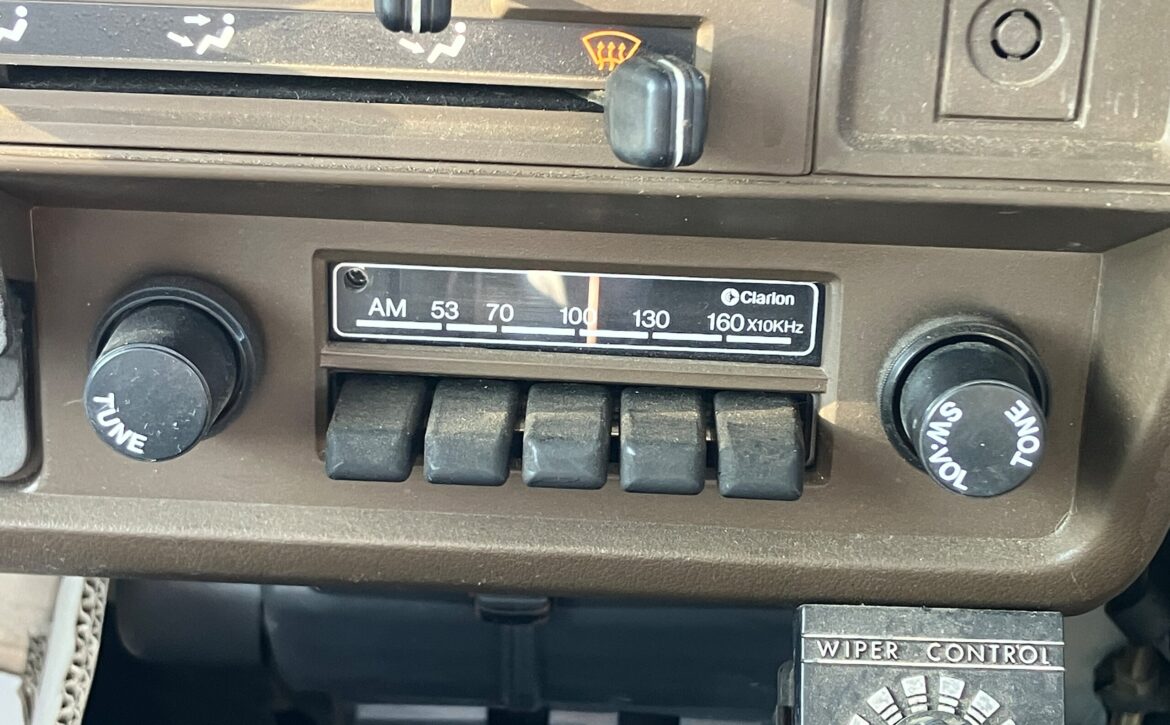 Clarion
AM 53 70 100 130 160 X10KHz
TUNE
SW·VOL TONE
WIPER CONTROL